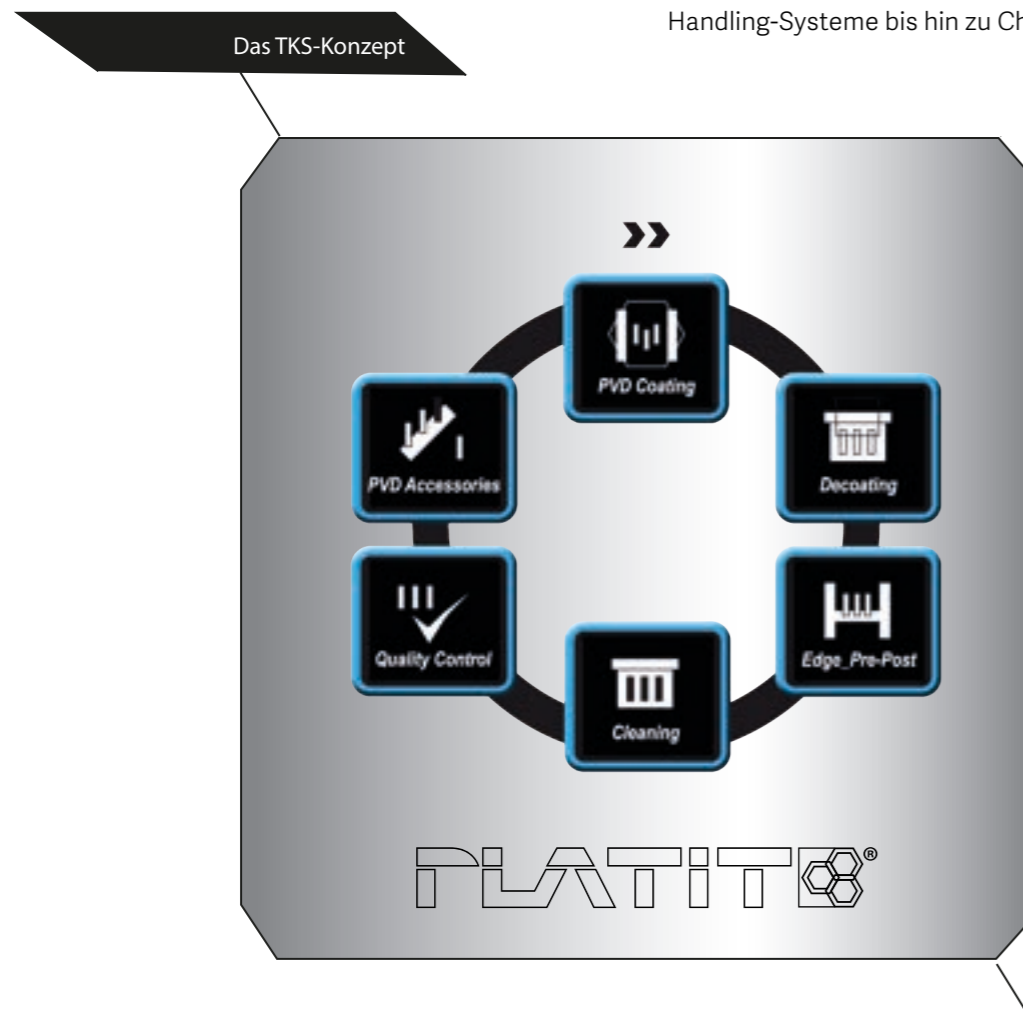 Handling-Systeme bis hin zu Ch
Das TKS-Konzept
PVD Coating
PVD Accessories
Decoating
Quality Control
Edge_Pre-Post
Cleaning
PLATIT®